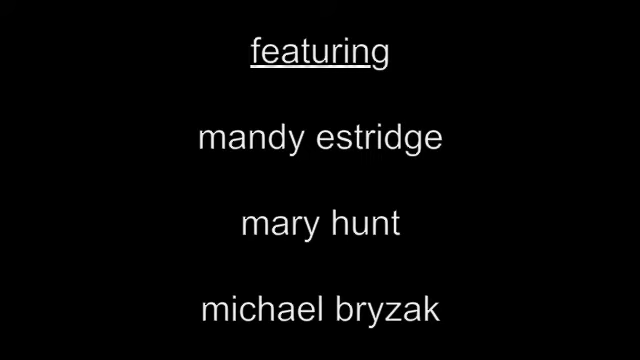 featuring
mandy estridge
mary hunt
michael bryzak